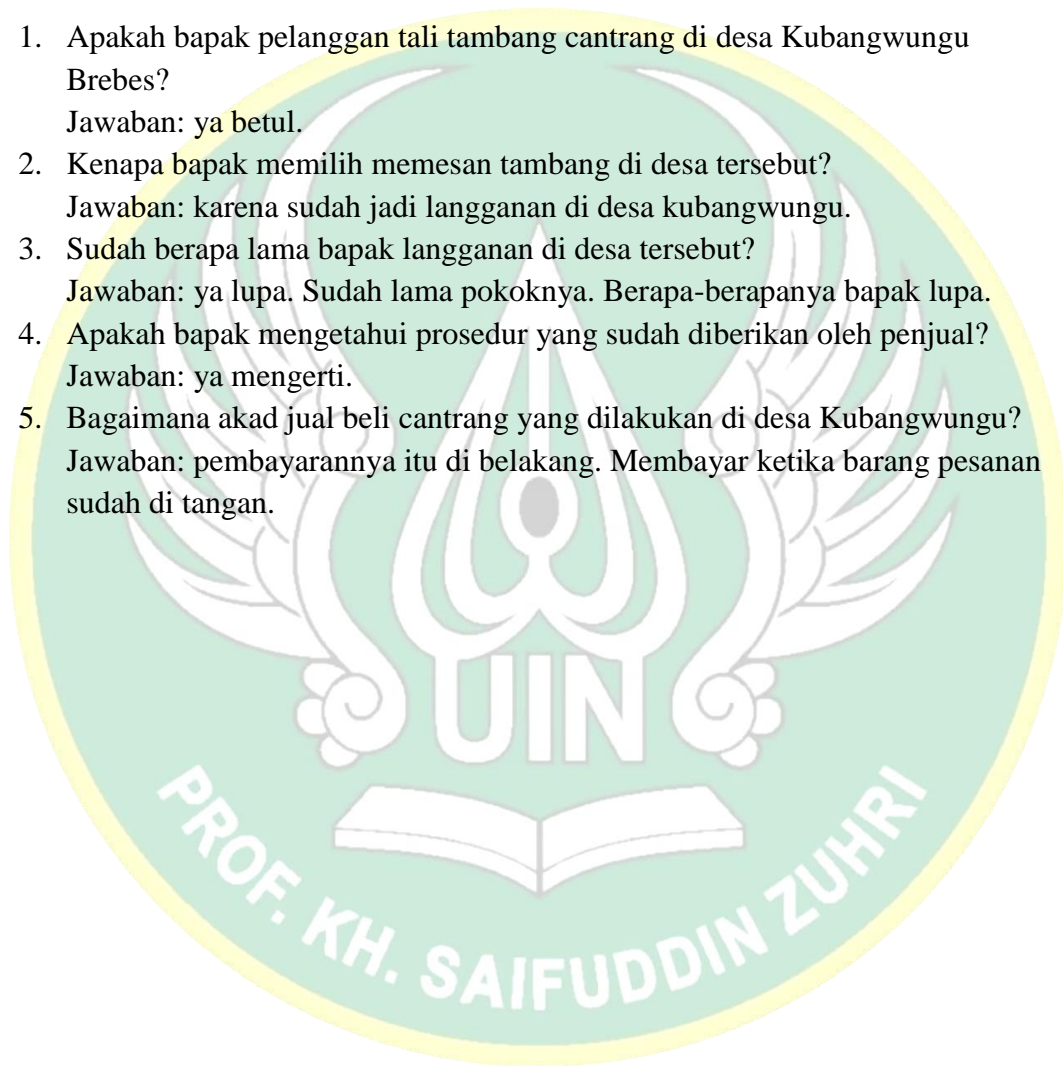 1. Apakah bapak pelanggan tali tambang cantrang di desa Kubangwungu
Brebes?
Jawaban: ya betul.
2. Kenapa bapak memilih memesan tambang di desa tersebut?
Jawaban: karena sudah jadi langganan di desa kubangwungu.
3. Sudah berapa lama bapak langganan di desa tersebut?
Jawaban: ya lupa. Sudah lama pokoknya. Berapa-berapanya bapak lupa.
4. Apakah bapak mengetahui prosedur yang sudah diberikan oleh penjual?
Jawaban: ya mengerti.
5. Bagaimana akad jual beli cantrang yang dilakukan di desa Kubangwungu?
Jawaban: pembayarannya itu di belakang. Membayar ketika barang pesanan
sudah di tangan.
UIN
PROF. KH. SAIFUDDIN ZUHRI